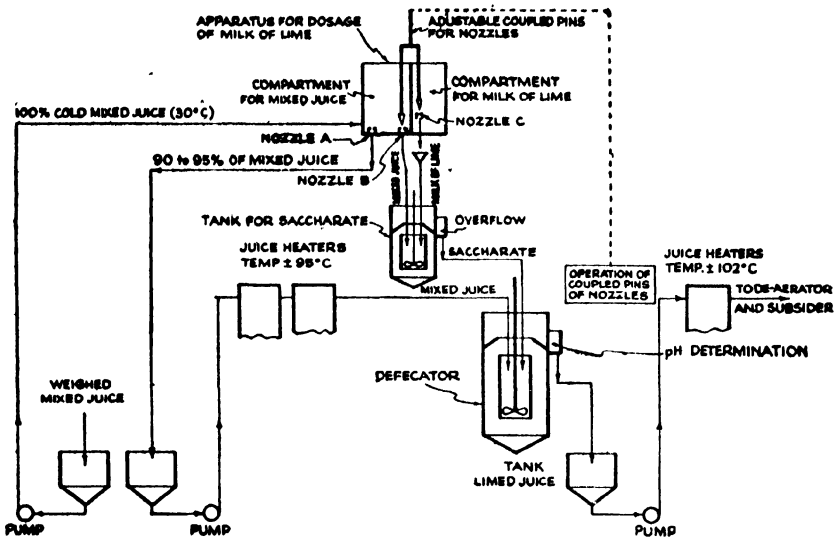 APPARATUS FOR DOSAGE
OF MILK OF LIME
ADJUSTABLE COUPLED PINS
FOR NOZZLES
COMPARTMENT
FOR MIXED JUICE
COMPARTMENT
FOR MILK OF LIME
100% COLD MIXED JUICE (30°C)
NOZZLE A
NOZZLE C
90 to 95% OF MIXED JUICE
NOZZLE B
MIXED JUICE
MILK OF LIME
TANK FOR SACCHARATE
OVERFLOW
JUICE HEATERS
TEMP ± 95°C
SACCHARATE
MIXED JUICE
OPERATION OF
COUPLED PINS
OF NOZZLES
JUICE HEATERS
TEMP. ± 102°C
TO DE-AERATOR
AND SUBSIDER
pH DETERMINATION
DEFECATOR
WEIGHED
MIXED JUICE
TANK
LIMED JUICE
PUMP
PUMP
PUMP